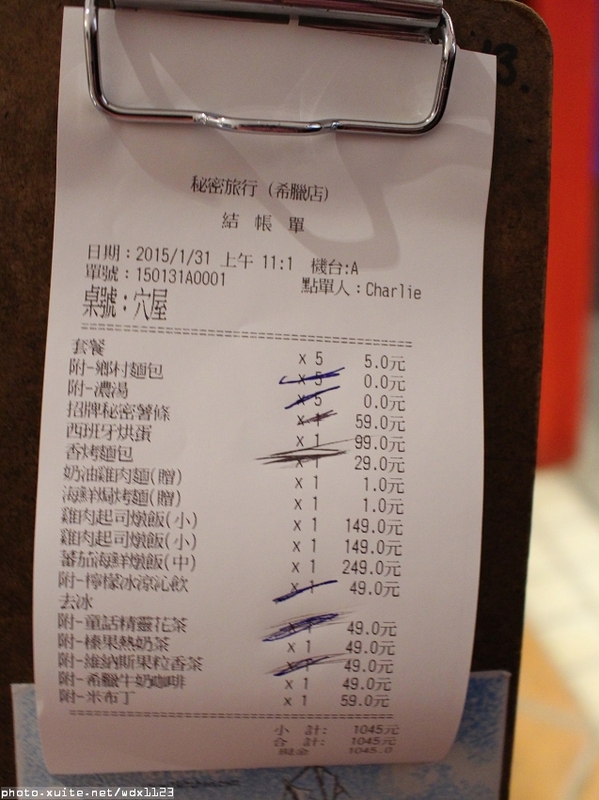 13.
秘密旅行（希臘店）
結 帳 單
日期：2015/1/31 上午 11:1 機台:A
單號：150131A0001 點單人：Charlie
桌號：穴屋
套餐 x 5 5.0元
附-鄉村麵包 x 5 0.0元
附-濃湯 x 5 0.0元
招牌秘密薯條 x 1 59.0元
西班牙烘蛋 x 1 99.0元
香烤麵包 x 1 29.0元
奶油雞肉麵(贈) x 1 1.0元
海鮮焗烤麵(贈) x 1 1.0元
雞肉起司燉飯(小) x 1 149.0元
雞肉起司燉飯(小) x 1 149.0元
蕃茄海鮮燉飯(中) x 1 249.0元
附-檸檬冰涼沁飲 x 1 49.0元
去冰
附-童話精靈花茶 x 1 49.0元
附-榛果熱奶茶 x 1 49.0元
附-維納斯果粒香茶 x 1 49.0元
附-希臘牛奶咖啡 x 1 49.0元
附-米布丁 x 1 59.0元
小 計: 1045元
合 計: 1045元
現金 1045.0
photo.xuite.net/wdx1123